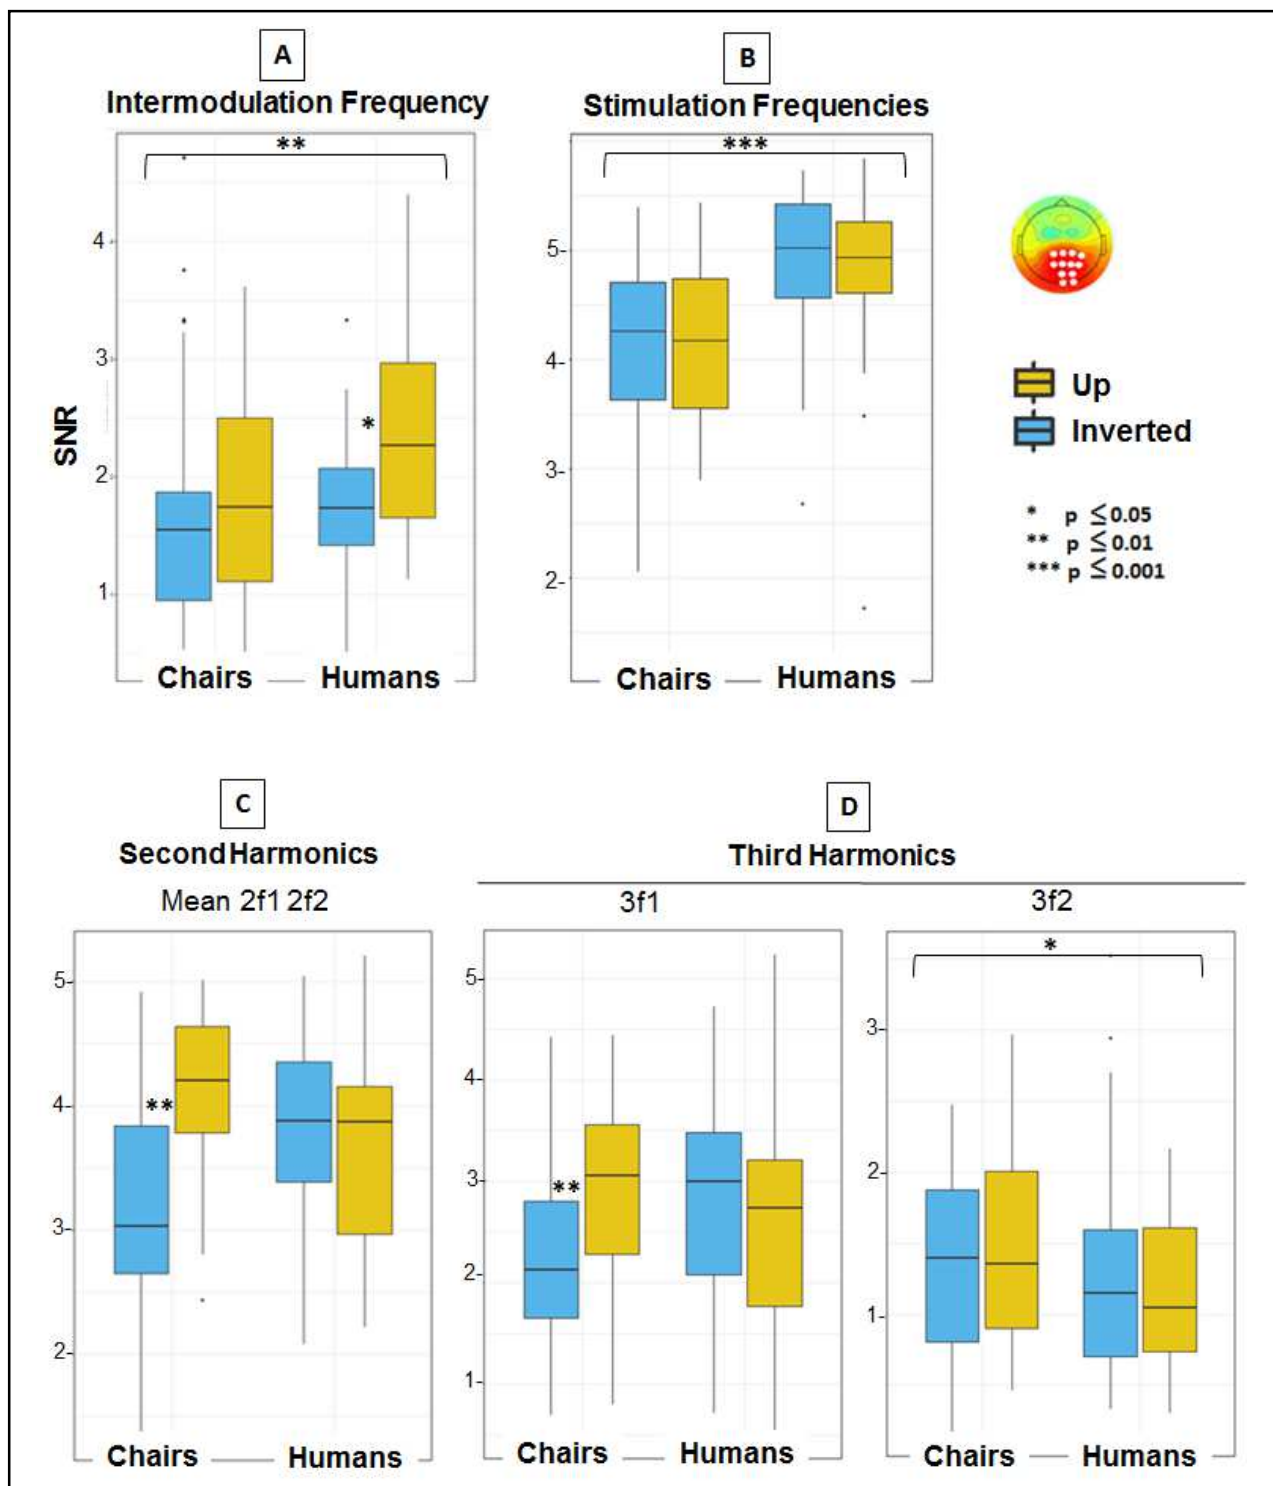 A
Intermodulation Frequency
**
SNR
4
3
2
1
*
Chairs
Humans
B
Stimulation Frequencies
***
5-
4-
3-
2-
Chairs
Humans
Up
Inverted
* p ≤0.05
** p ≤0.01
*** p ≤0.001
C
Second Harmonics
Mean 2f1 2f2
5-
4-
3-
2-
**
Chairs
Humans
D
Third Harmonics
3f1
5-
4-
3-
2-
1-
**
Chairs
Humans
3f2
*
3-
2-
1-
Chairs
Humans